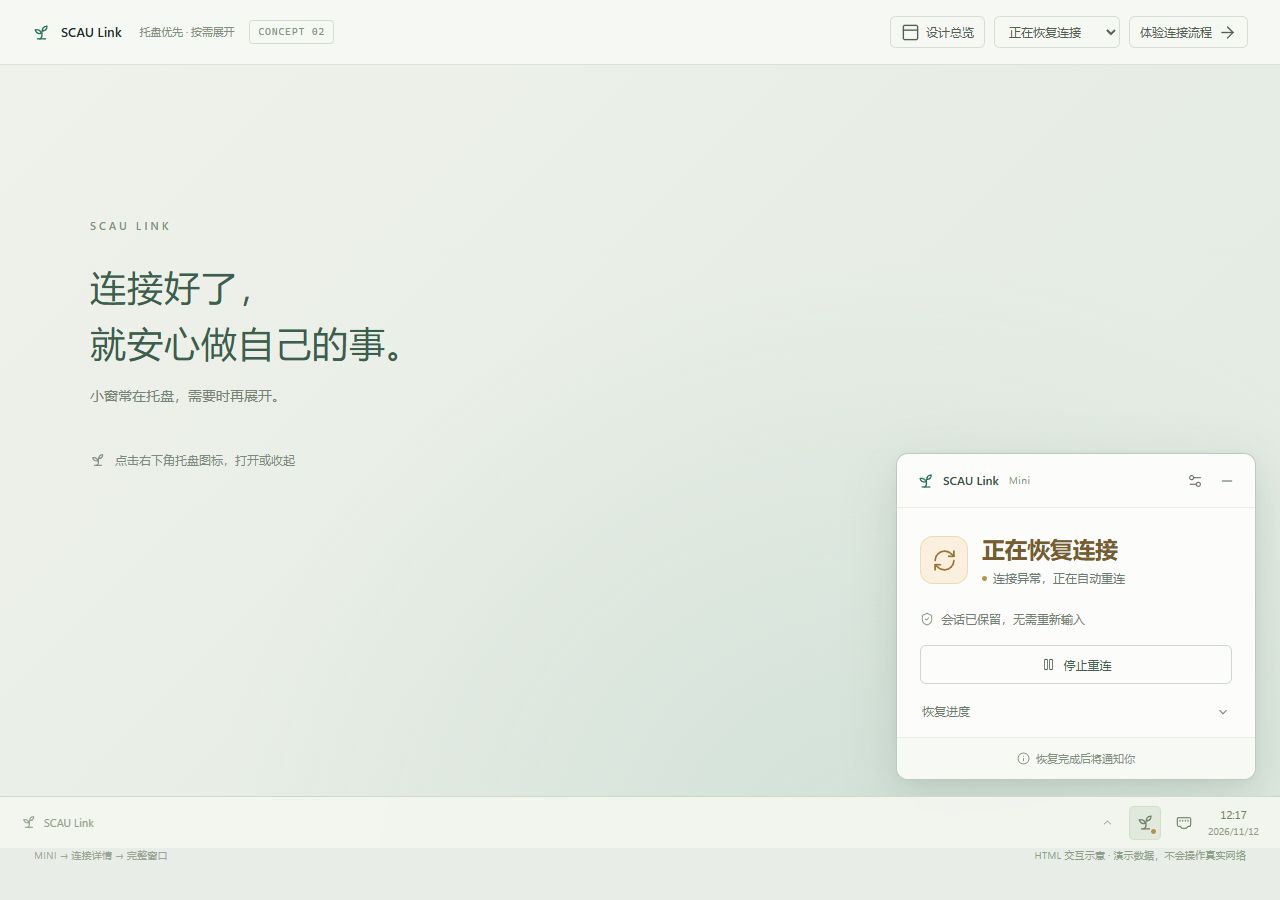 SCAU Link 托盘优先 · 按需展开 CONCEPT 02 设计总览 正在恢复连接 体验连接流程
SCAU LINK
连接好了，
就安心做自己的事。
小窗常在托盘，需要时再展开。
点击右下角托盘图标，打开或收起
SCAU Link Mini
正在恢复连接
连接异常，正在自动重连
会话已保留，无需重新输入
停止重连
恢复进度
恢复完成后将通知你
SCAU Link
12:17
2026/11/12
MINI → 连接详情 → 完整窗口
HTML 交互示意 · 演示数据，不会操作真实网络